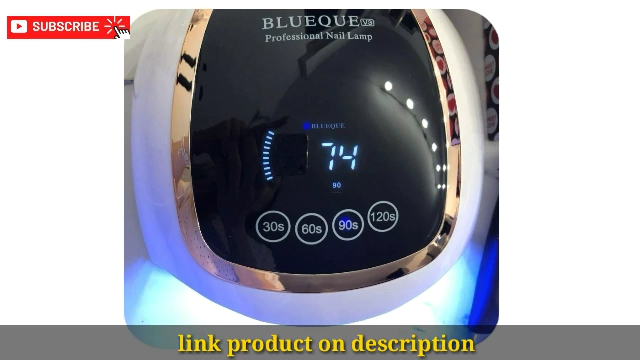 SUBSCRIBE
BLUEQUE V3
Professional Nail Lamp
BLUEQUE
74
90
30s
60s
90s
120s
link product on description